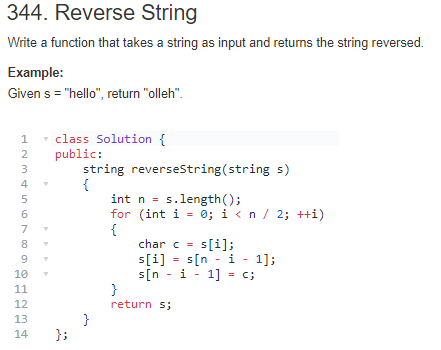 344. Reverse String
Write a function that takes a string as input and returns the string reversed.
Example:
Given s = "hello", return "olleh".
1 class Solution {
2 public:
3     string reverseString(string s)
4     {
5         int n = s.length();
6         for (int i = 0; i < n / 2; ++i)
7         {
8             char c = s[i];
9             s[i] = s[n - i - 1];
10             s[n - i - 1] = c;
11         }
12         return s;
13     }
14 };